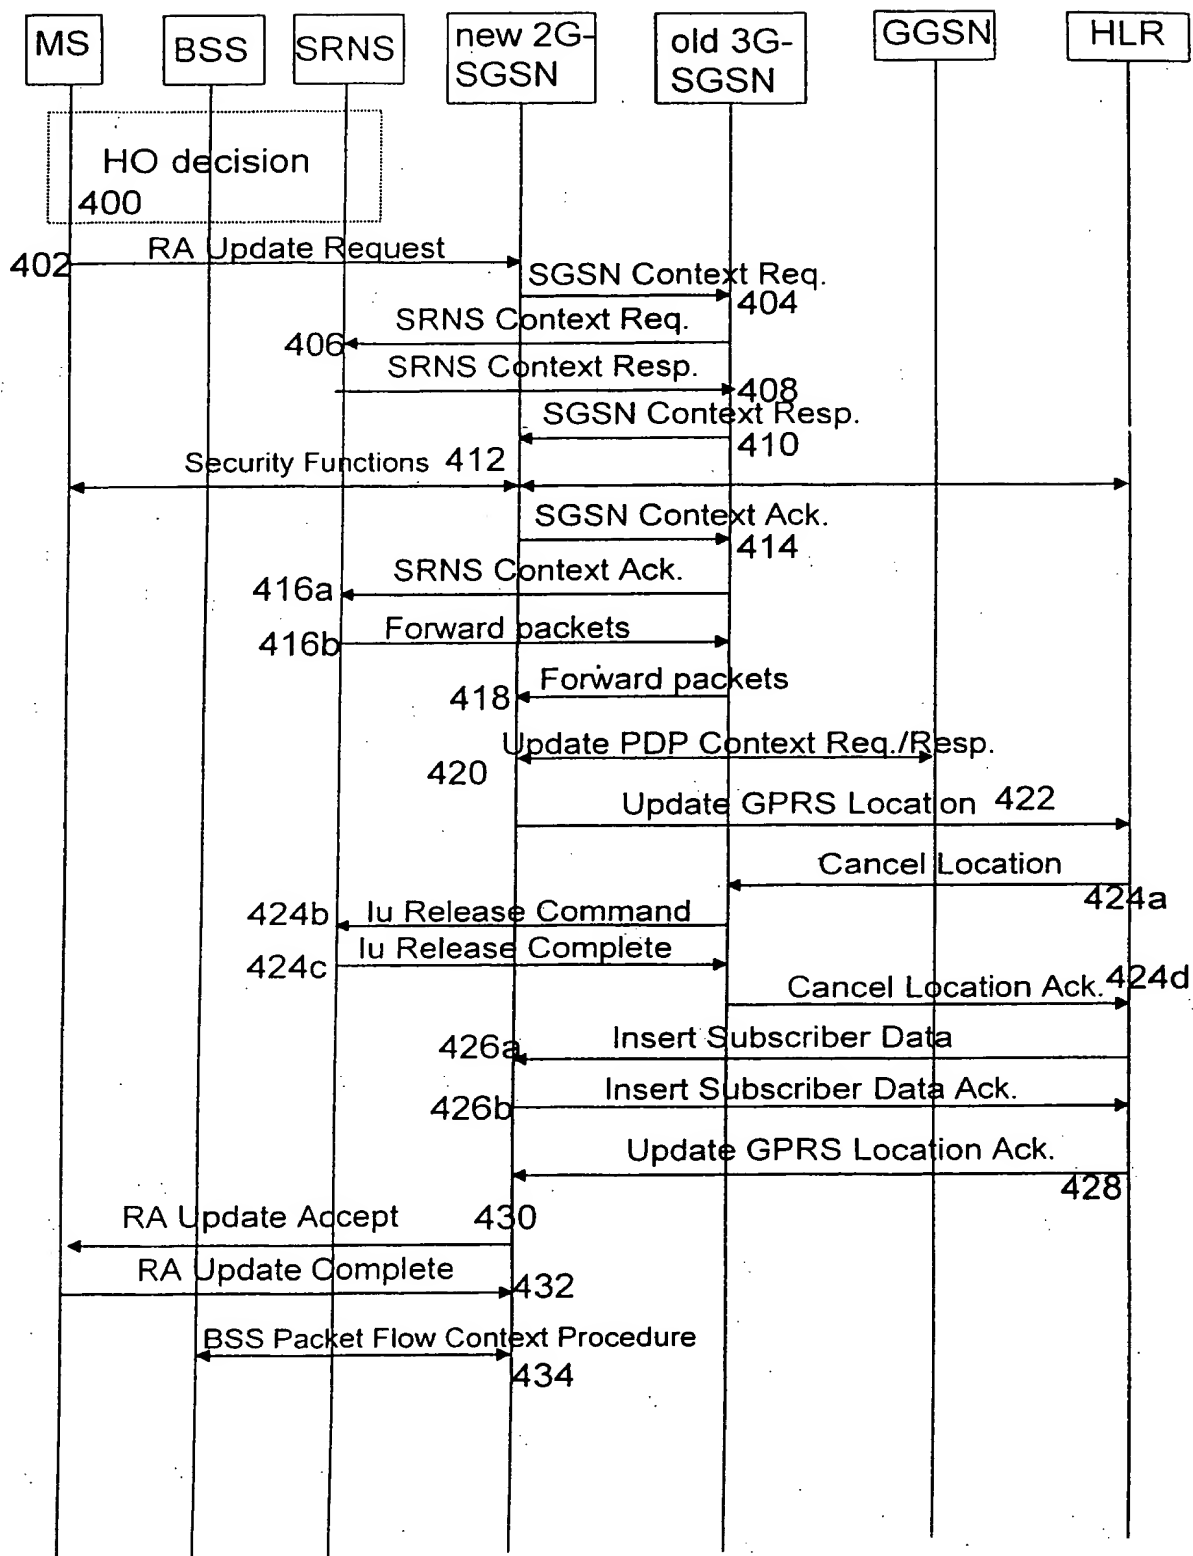 MS
BSS
SRNS
new 2G-
SGSN
old 3G-
SGSN
GGSN
HLR
HO decision
400
402
RA Update Request
SGSN Context Req.
404
SRNS Context Req.
406
SRNS Context Resp.
408
SGSN Context Resp.
410
Security Functions 412
SGSN Context Ack.
414
SRNS Context Ack.
416a
Forward packets
416b
Forward packets
418
Update PDP Context Req./Resp.
420
Update GPRS Location 422
Cancel Location
424a
424b Iu Release Command
Iu Release Complete
424c
424d
Cancel Location Ack.
Insert Subscriber Data
426a
Insert Subscriber Data Ack.
426b
Update GPRS Location Ack.
428
RA Update Accept 430
RA Update Complete
432
BSS Packet Flow Context Procedure
434